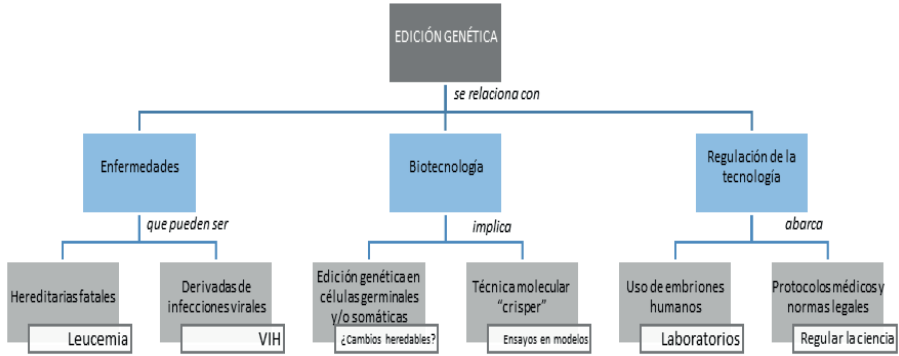 EDICIÓN GENÉTICA
se relaciona con
Enfermedades
Biotecnología
Regulación de la
tecnología
que pueden ser
implica
abarca
Hereditarias fatales
Leucemia
Derivadas de
infecciones virales
VIH
Edición genética en
células germinales
y/o somáticas
¿Cambios heredables?
Técnica molecular
"crisper"
Ensayos en modelos
Uso de embriones
humanos
Laboratorios
Protocolos médicos y
normas legales
Regular la ciencia